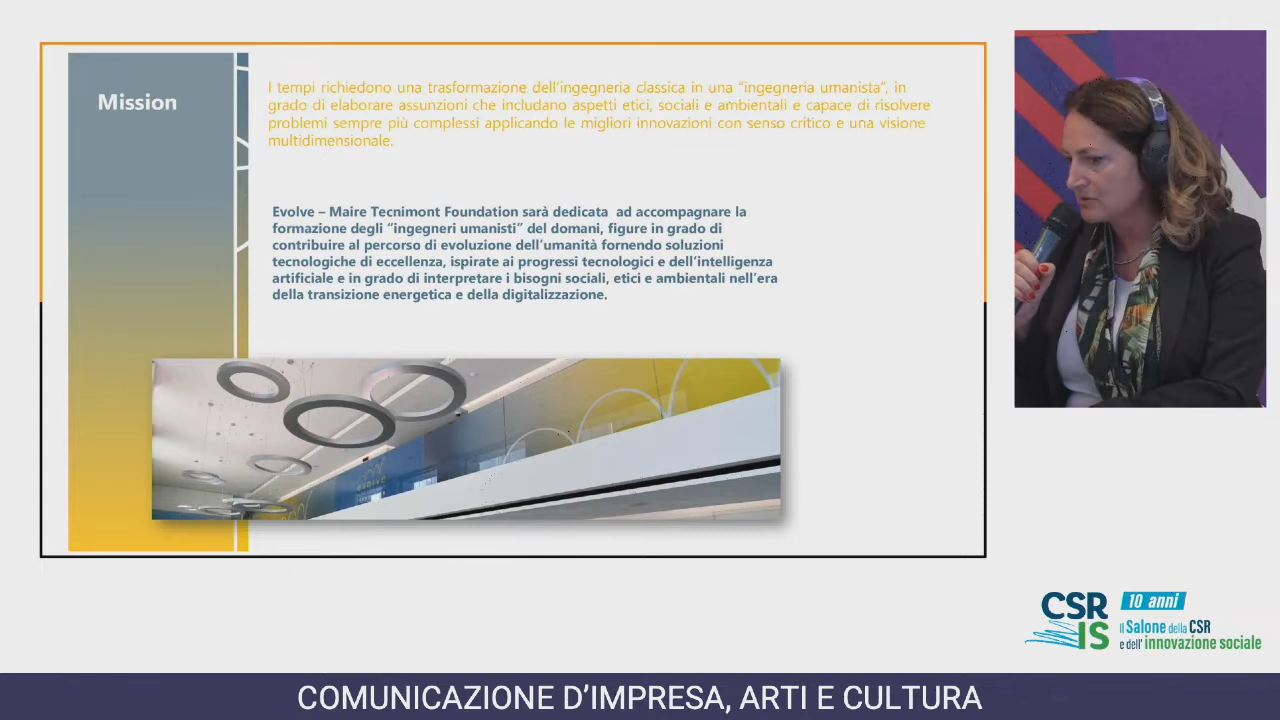 Mission
I tempi richiedono una trasformazione dell'ingegneria classica in una "ingegneria umanista", in
grado di elaborare assunzioni che includano aspetti etici, sociali e ambientali e capace di risolvere
problemi sempre più complessi applicando le migliori innovazioni con senso critico e una visione
multidimensionale.
Evolve – Maire Tecnimont Foundation sarà dedicata ad accompagnare la
formazione degli "ingegneri umanisti" del domani, figure in grado di
contribuire al percorso di evoluzione dell'umanità fornendo soluzioni
tecnologiche di eccellenza, ispirate ai progressi tecnologici e dell'intelligenza
artificiale e in grado di interpretare i bisogni sociali, etici e ambientali nell'era
della transizione energetica e della digitalizzazione.
evolve
CSR
IS
10 anni
Il Salone della CSR
e dell'innovazione sociale
COMUNICAZIONE D'IMPRESA, ARTI E CULTURA